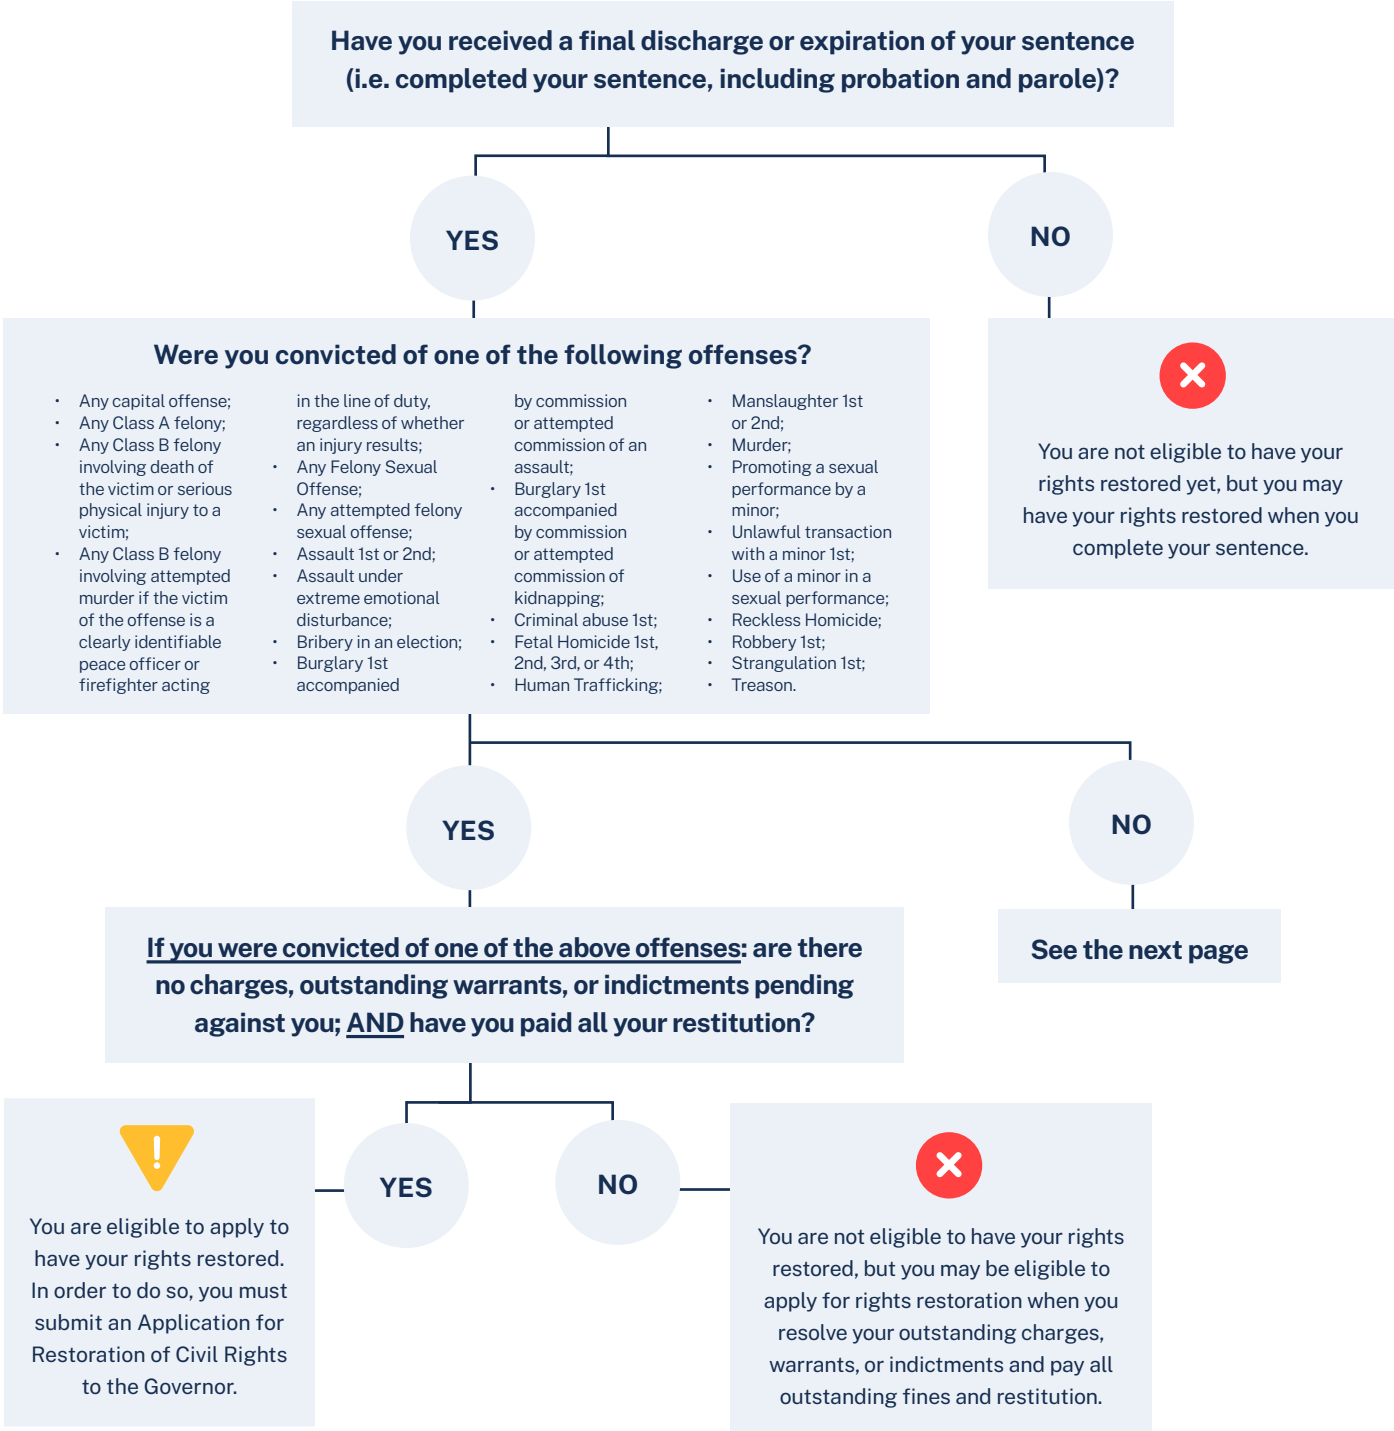 Have you received a final discharge or expiration of your sentence
(i.e. completed your sentence, including probation and parole)?
YES
NO
Were you convicted of one of the following offenses?
• Any capital offense;
• Any Class A felony;
• Any Class B felony
involving death of
the victim or serious
physical injury to a
victim;
• Any Class B felony
involving attempted
murder if the victim
of the offense is a
clearly identifiable
peace officer or
firefighter acting
in the line of duty,
regardless of whether
an injury results;
• Any Felony Sexual
Offense;
• Any attempted felony
sexual offense;
• Assault 1st or 2nd;
• Assault under
extreme emotional
disturbance;
• Bribery in an election;
• Burglary 1st
accompanied
by commission
or attempted
commission of an
assault;
• Burglary 1st
accompanied
by commission
or attempted
commission of
kidnapping;
• Criminal abuse 1st;
• Fetal Homicide 1st,
2nd, 3rd, or 4th;
• Human Trafficking;
• Manslaughter 1st
or 2nd;
• Murder;
• Promoting a sexual
performance by a
minor;
• Unlawful transaction
with a minor 1st;
• Use of a minor in a
sexual performance;
• Reckless Homicide;
• Robbery 1st;
• Strangulation 1st;
• Treason.
You are not eligible to have your
rights restored yet, but you may
have your rights restored when you
complete your sentence.
YES
NO
If you were convicted of one of the above offenses: are there
no charges, outstanding warrants, or indictments pending
against you; AND have you paid all your restitution?
See the next page
YES
NO
You are eligible to apply to
have your rights restored.
In order to do so, you must
submit an Application for
Restoration of Civil Rights
to the Governor.
You are not eligible to have your rights
restored, but you may be eligible to
apply for rights restoration when you
resolve your outstanding charges,
warrants, or indictments and pay all
outstanding fines and restitution.